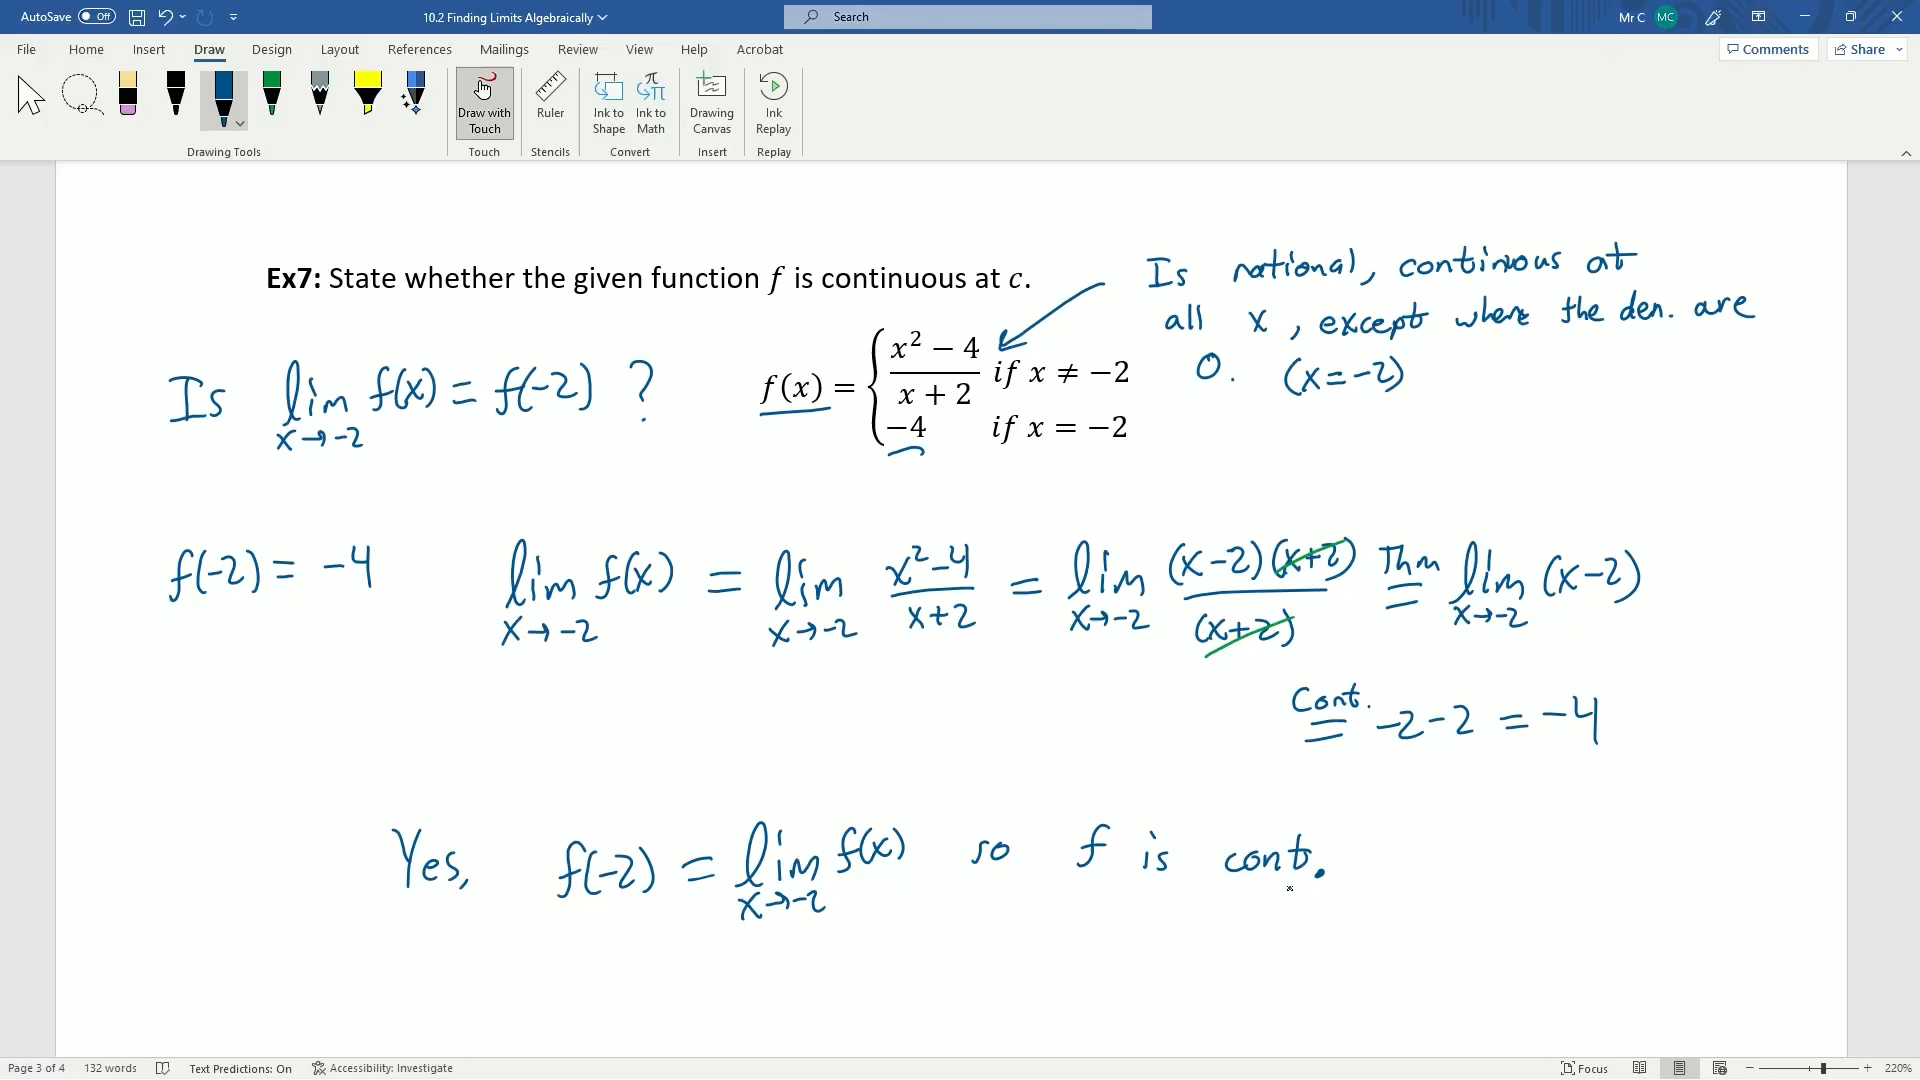 AutoSave Off 10.2 Finding Limits Algebraically Search Mr C MC
File Home Insert Draw Design Layout References Mailings Review View Help Acrobat Comments Share
Draw with Touch Ruler Ink to Shape Ink to Math Drawing Canvas Ink Replay
Drawing Tools Touch Stencils Convert Insert Replay
Ex7: State whether the given function f is continuous at c.
Is rational, continuous at
all x, except where the den. are
0. (x=-2)
Is lim x→-2 f(x) = f(-2) ?
f(x) = { (x² − 4)/(x + 2) if x ≠ −2
−4 if x = −2
f(-2) = -4
lim x→-2 f(x) = lim x→-2 (x²-4)/(x+2) = lim x→-2 (x-2)(x+2)/(x+2) Thm = lim x→-2 (x-2)
Cont. = -2-2 = -4
Yes, f(-2) = lim x→-2 f(x) so f is cont.
Page 3 of 4 132 words Text Predictions: On Accessibility: Investigate Focus 220%